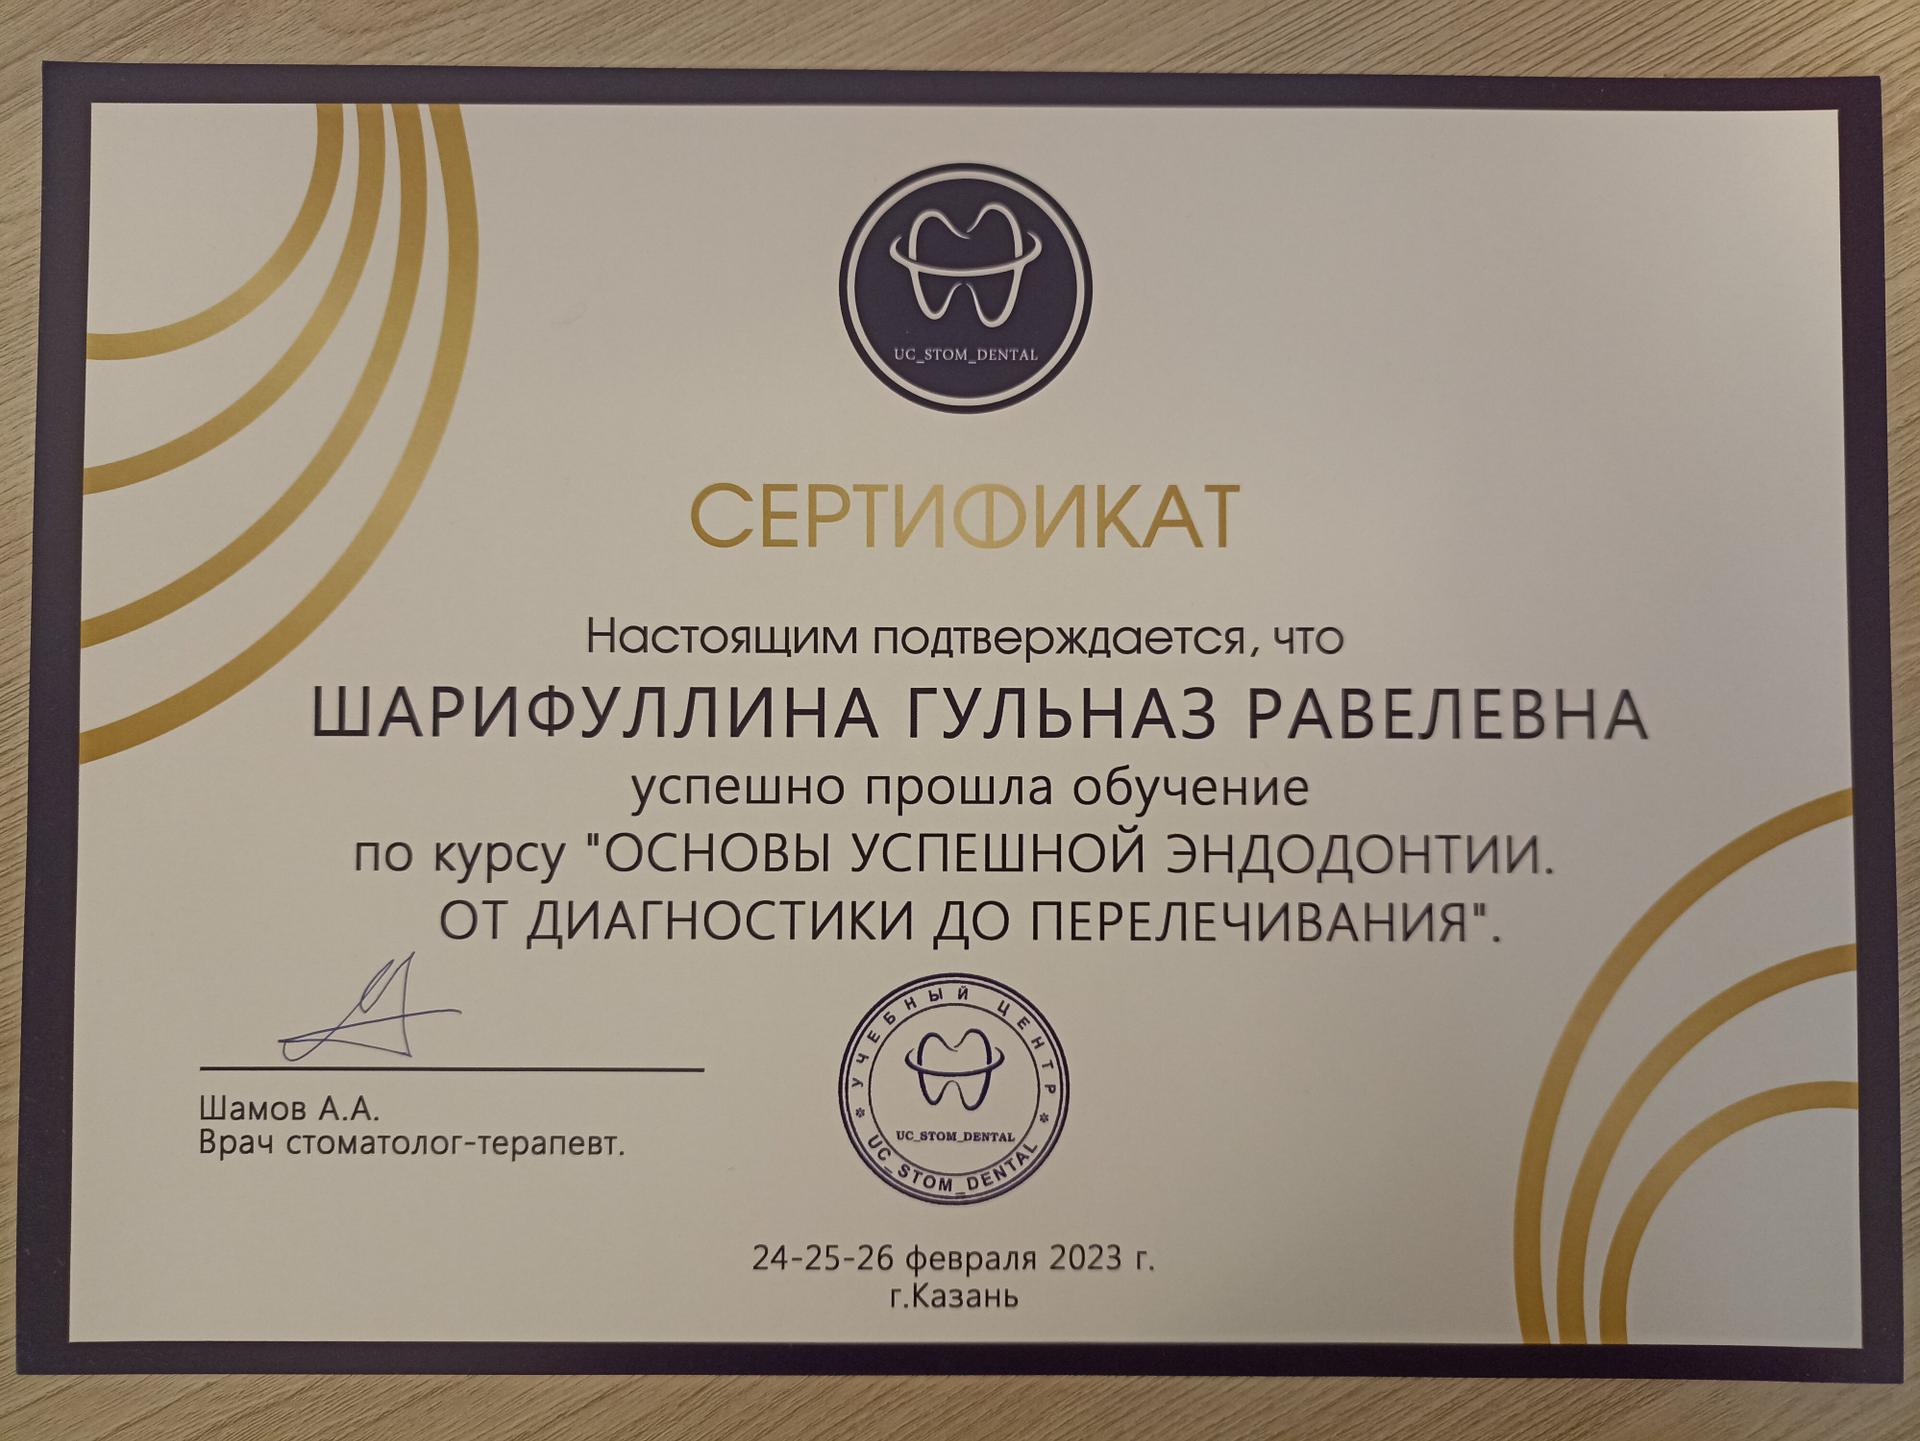 UC_STOM_DENTAL
СЕРТИФИКАТ
Настоящим подтверждается, что
ШАРИФУЛЛИНА ГУЛЬНАЗ РАВЕЛЕВНА
успешно прошла обучение
по курсу "ОСНОВЫ УСПЕШНОЙ ЭНДОДОНТИИ.
ОТ ДИАГНОСТИКИ ДО ПЕРЕЛЕЧИВАНИЯ".
Шамов А.А.
Врач стоматолог-терапевт.
УЧЕБНЫЙ ЦЕНТР
UC_STOM_DENTAL
UC_STOM_DENTAL
24-25-26 февраля 2023 г.
г.Казань